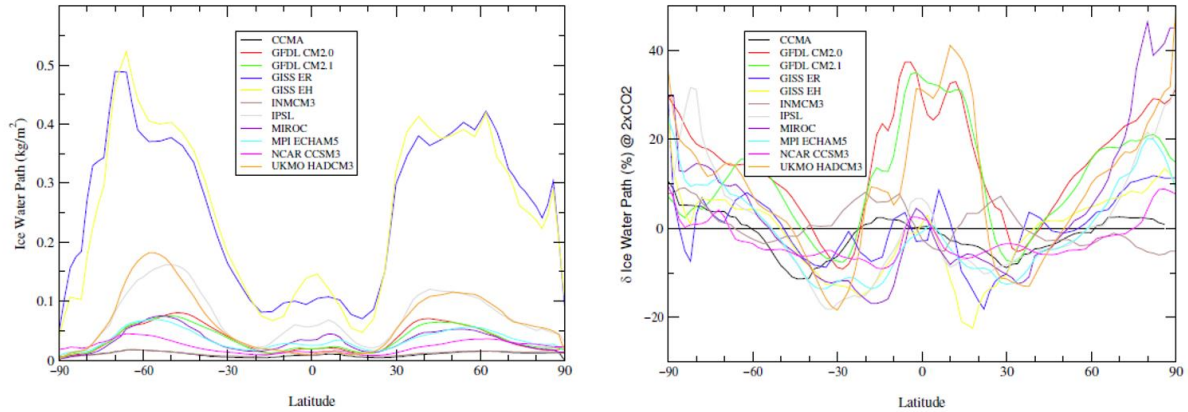 CCMA
GFDL CM2.0
GFDL CM2.1
GISS ER
GISS EH
INMCM3
IPSL
MIROC
MPI ECHAM5
NCAR CCSM3
UKMO HADCM3
Ice Water Path (kg/m²)
0.5
0.4
0.3
0.2
0.1
0
−90
−60
−30
0
30
60
90
Latitude
CCMA
GFDL CM2.0
GFDL CM2.1
GISS ER
GISS EH
INMCM3
IPSL
MIROC
MPI ECHAM5
NCAR CCSM3
UKMO HADCM3
δ Ice Water Path (%) @ 2xCO2
40
20
0
−20
−90
−60
−30
0
30
60
90
Latitude